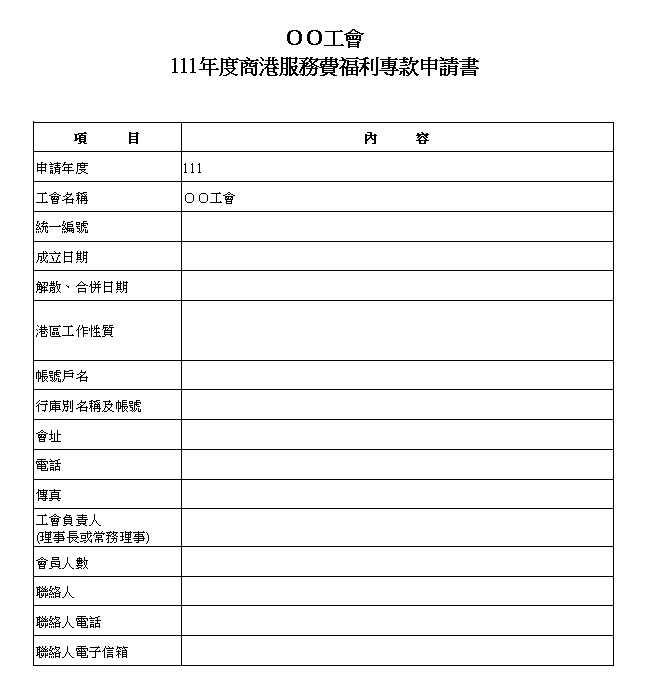 ＯＯ工會
111年度商港服務費福利專款申請書
項　　　目
內　　　容
申請年度
111
工會名稱
ＯＯ工會
統一編號
成立日期
解散、合併日期
港區工作性質
帳號戶名
行庫別名稱及帳號
會址
電話
傳真
工會負責人
(理事長或常務理事)
會員人數
聯絡人
聯絡人電話
聯絡人電子信箱